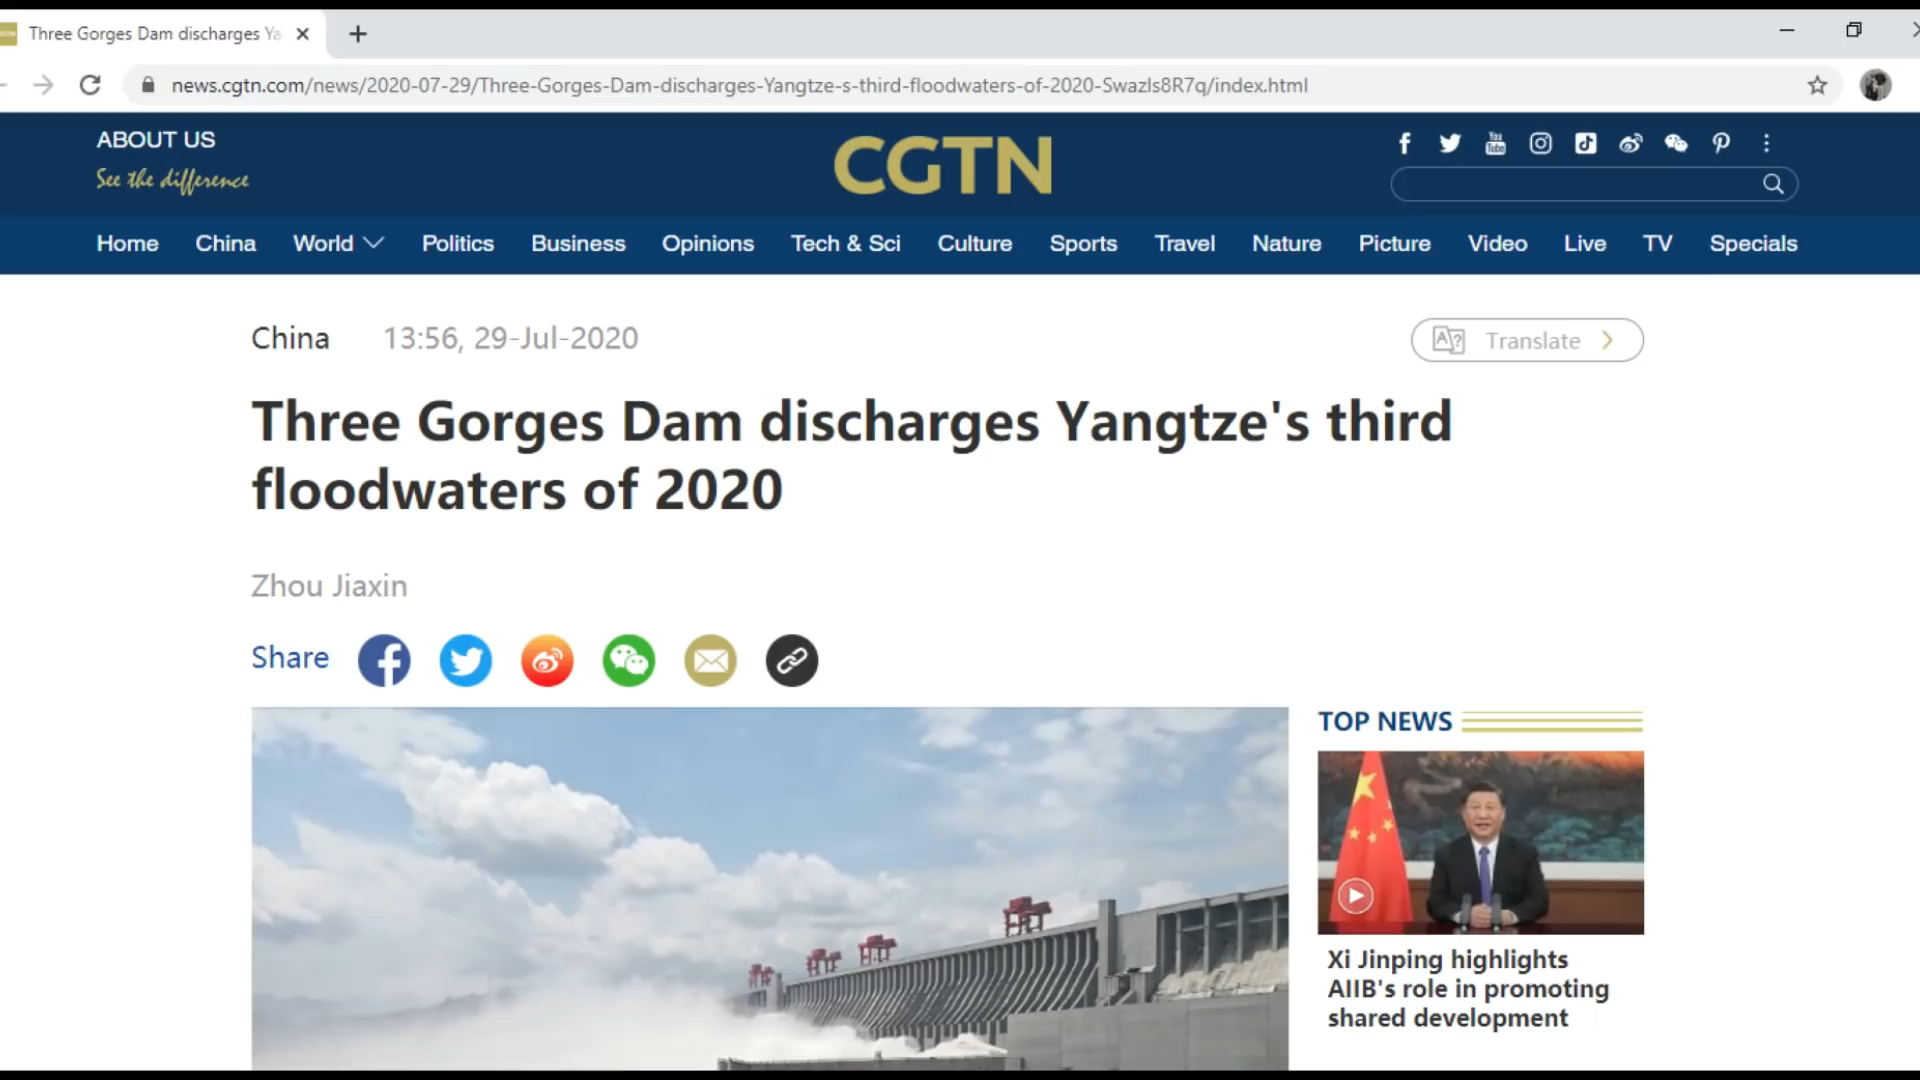 Three Gorges Dam discharges Ya
news.cgtn.com/news/2020-07-29/Three-Gorges-Dam-discharges-Yangtze-s-third-floodwaters-of-2020-Swazls8R7q/index.html
ABOUT US
See the difference
CGTN
Home China World Politics Business Opinions Tech & Sci Culture Sports Travel Nature Picture Video Live TV Specials
China 13:56, 29-Jul-2020
Translate
Three Gorges Dam discharges Yangtze's third
floodwaters of 2020
Zhou Jiaxin
Share
TOP NEWS
Xi Jinping highlights
AIIB's role in promoting
shared development